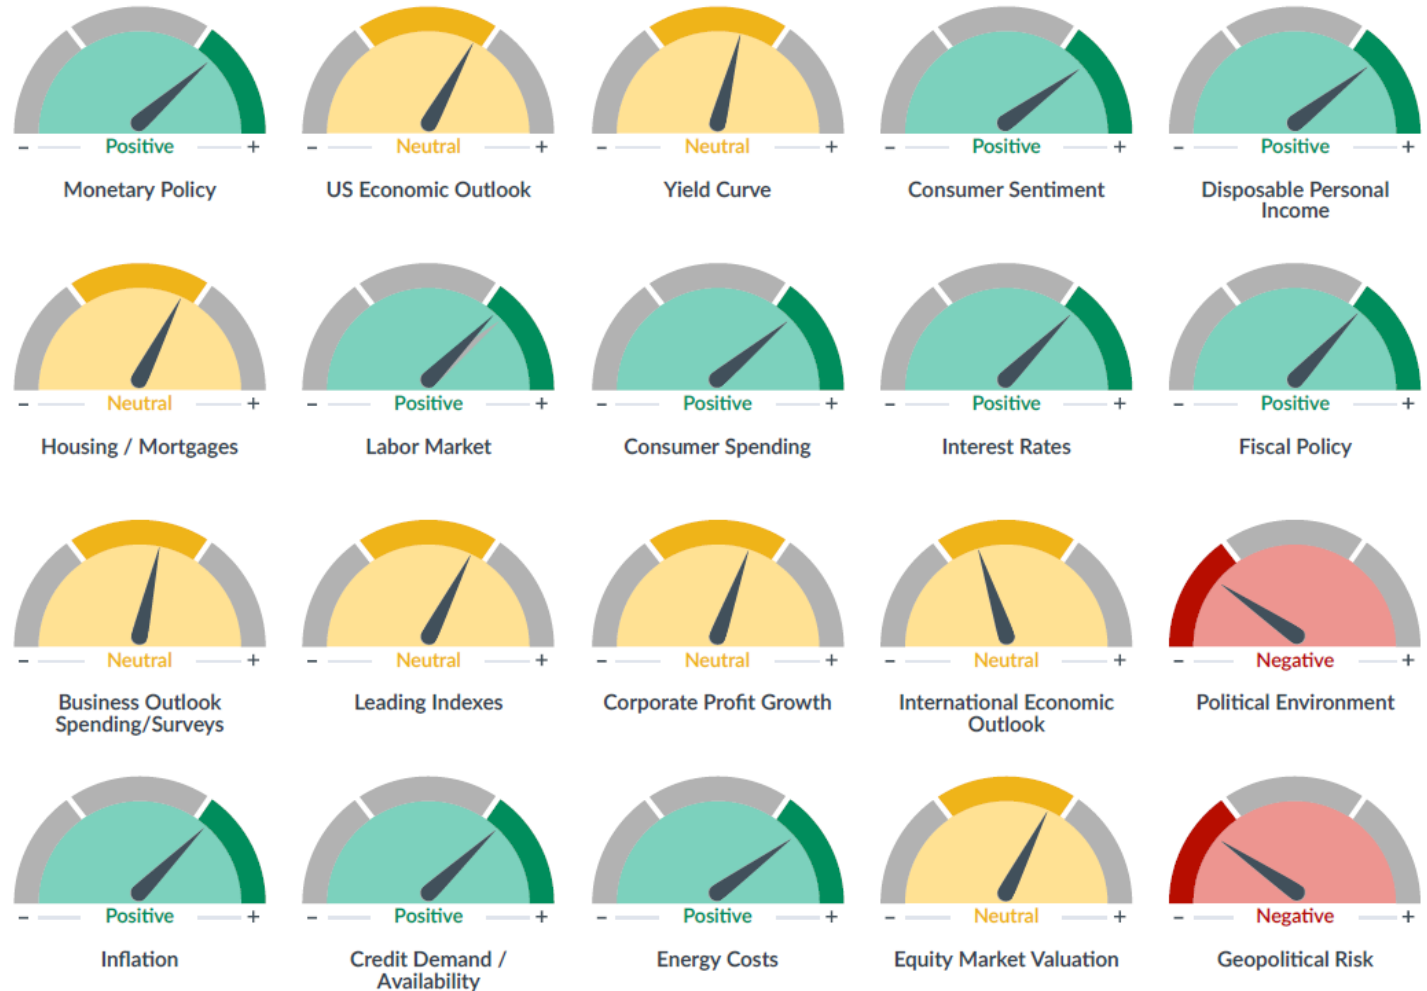 - Positive +
Monetary Policy
- Neutral +
US Economic Outlook
- Neutral +
Yield Curve
- Positive +
Consumer Sentiment
- Positive +
Disposable Personal
Income
- Neutral +
Housing / Mortgages
- Positive +
Labor Market
- Positive +
Consumer Spending
- Positive +
Interest Rates
- Positive +
Fiscal Policy
- Neutral +
Business Outlook
Spending/Surveys
- Neutral +
Leading Indexes
- Neutral +
Corporate Profit Growth
- Neutral +
International Economic
Outlook
- Negative +
Political Environment
- Positive +
Inflation
- Positive +
Credit Demand /
Availability
- Positive +
Energy Costs
- Neutral +
Equity Market Valuation
- Negative +
Geopolitical Risk